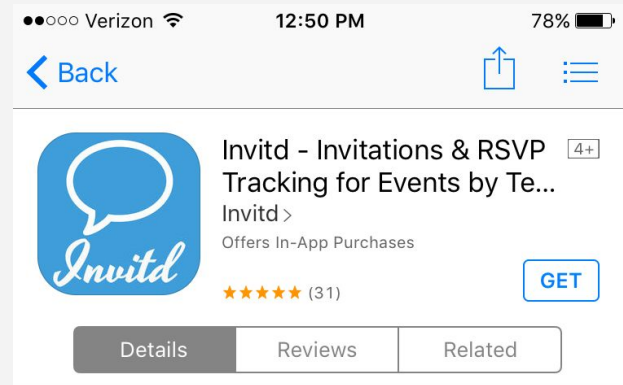 Verizon 12:50 PM 78%
Back
Invitd - Invitations & RSVP 4+
Tracking for Events by Te...
Invitd >
Offers In-App Purchases
Invitd
(31) GET
Details Reviews Related